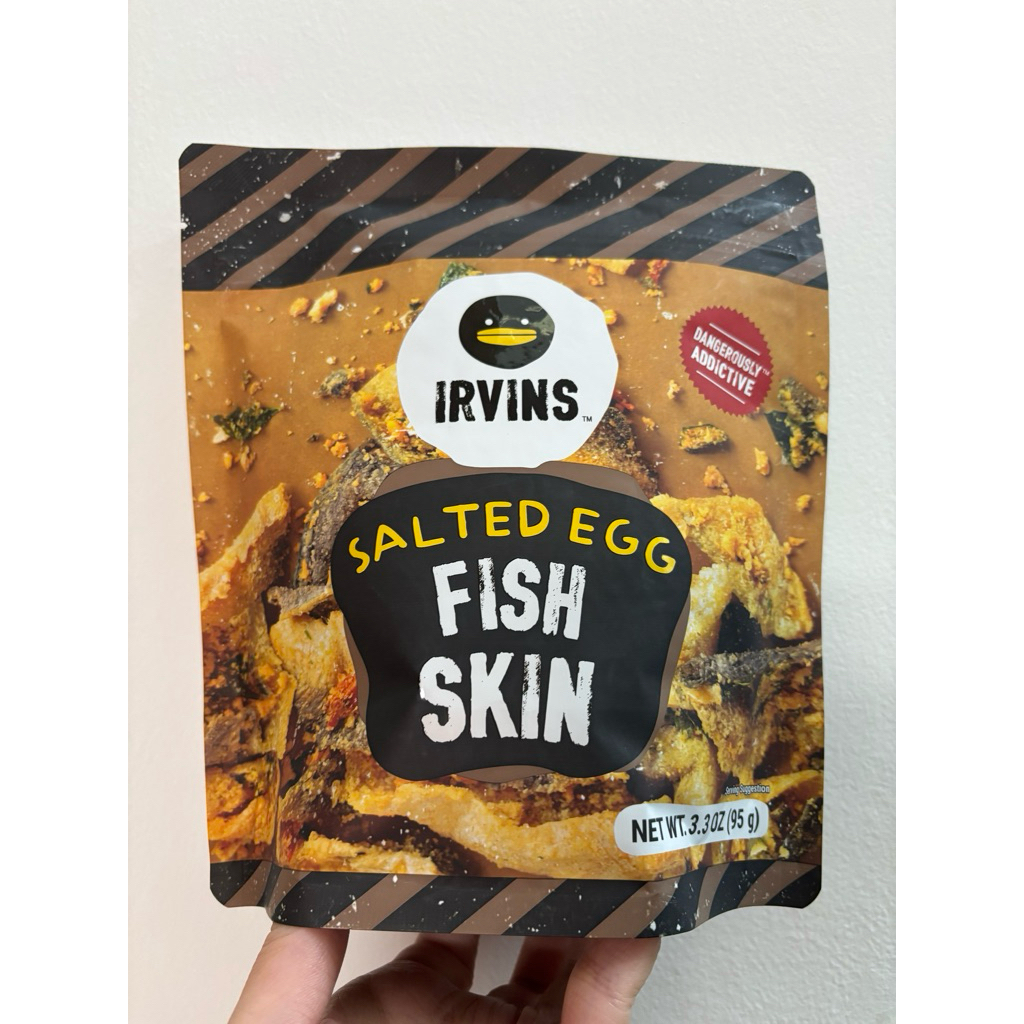 IRVINS™
DANGEROUSLY™
ADDICTIVE
SALTED EGG
FISH
SKIN
Serving Suggestion
NET WT. 3.3 OZ (95 g)